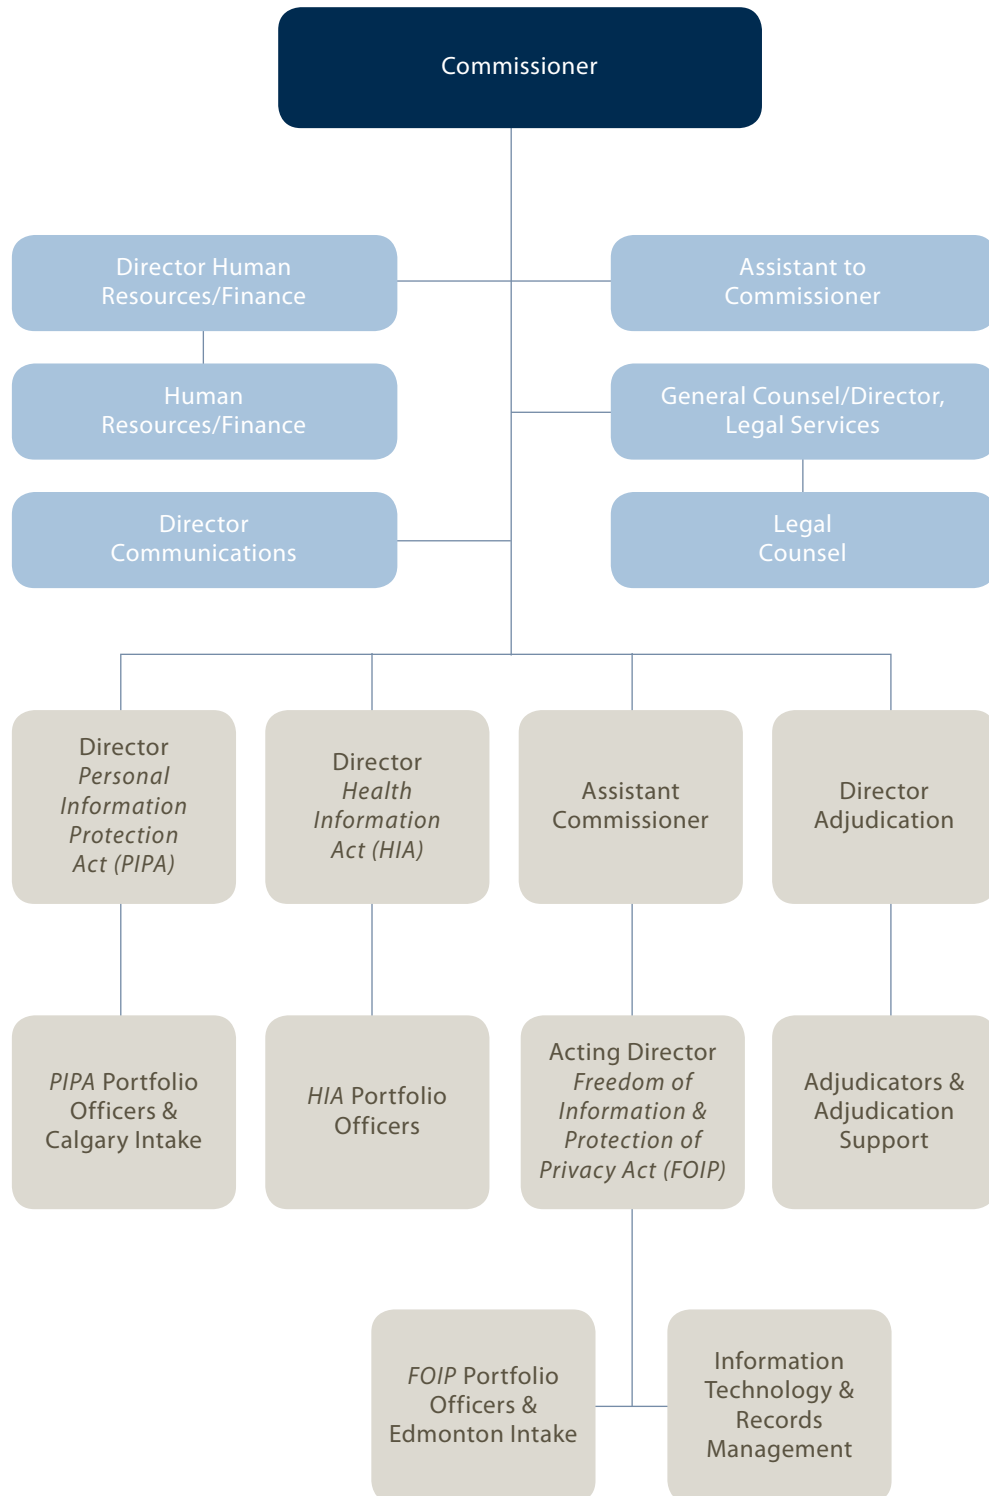 Commissioner
Director Human
Resources/Finance
Assistant to
Commissioner
Human
Resources/Finance
General Counsel/Director,
Legal Services
Director
Communications
Legal
Counsel
Director
Personal
Information
Protection
Act (PIPA)
Director
Health
Information
Act (HIA)
Assistant
Commissioner
Director
Adjudication
PIPA Portfolio
Officers &
Calgary Intake
HIA Portfolio
Officers
Acting Director
Freedom of
Information &
Protection of
Privacy Act (FOIP)
Adjudicators &
Adjudication
Support
FOIP Portfolio
Officers &
Edmonton Intake
Information
Technology &
Records
Management